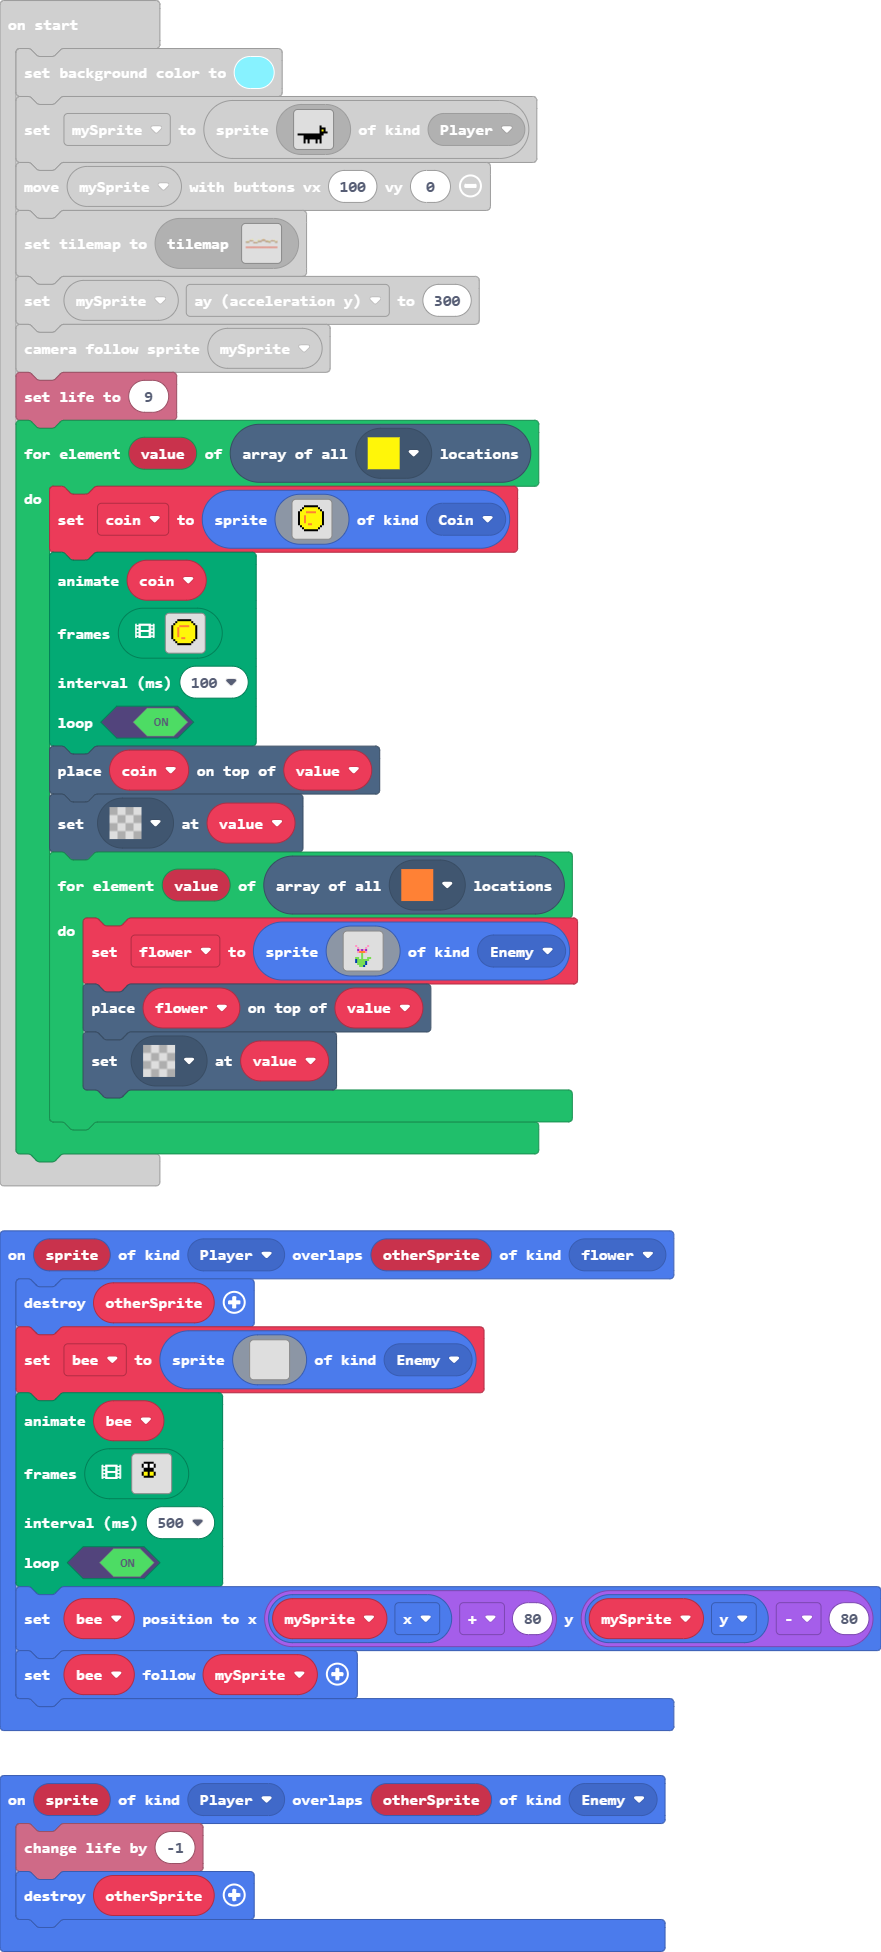 on start
set background color to
set mySprite to sprite of kind Player
move mySprite with buttons vx 100 vy 0
set tilemap to tilemap
set mySprite ay (acceleration y) to 300
camera follow sprite mySprite
set life to 9
for element value of array of all locations
do
set coin to sprite of kind Coin
animate coin
frames
interval (ms) 100
loop ON
place coin on top of value
set at value
for element value of array of all locations
do
set flower to sprite of kind Enemy
place flower on top of value
set at value
on sprite of kind Player overlaps otherSprite of kind flower
destroy otherSprite
set bee to sprite of kind Enemy
animate bee
frames
interval (ms) 500
loop ON
set bee position to x mySprite x + 80 y mySprite y - 80
set bee follow mySprite
on sprite of kind Player overlaps otherSprite of kind Enemy
change life by -1
destroy otherSprite